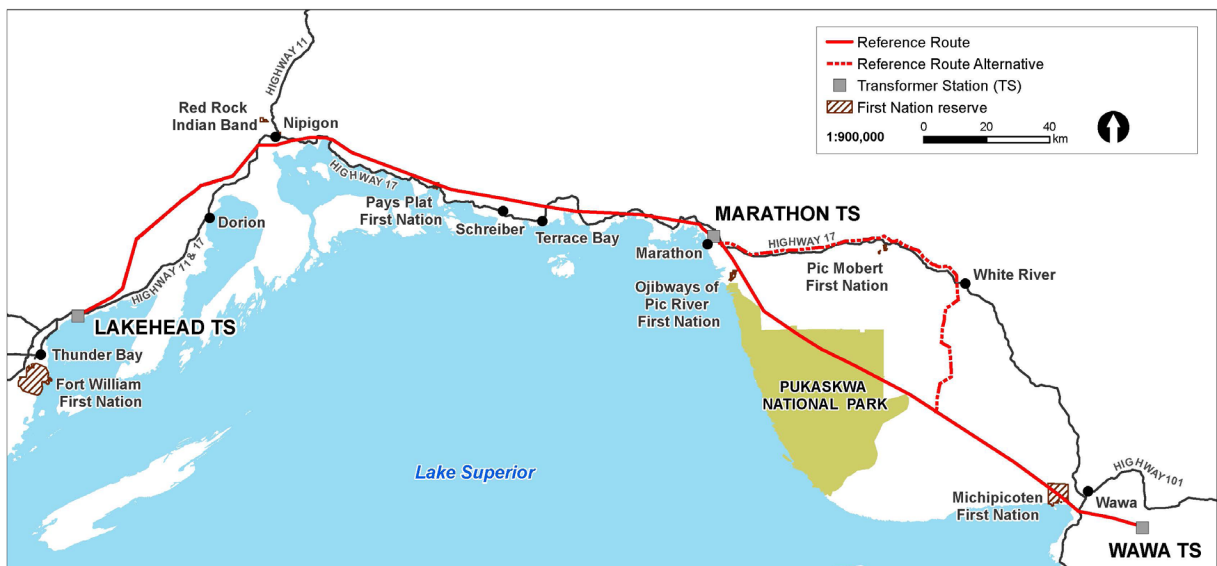 HIGHWAY 11
Reference Route
Reference Route Alternative
Transformer Station (TS)
First Nation reserve
1:900,000
0 20 40
km
Red Rock
Indian Band
Nipigon
HIGHWAY 17
Pays Plat
First Nation
Dorion
Schreiber
Terrace Bay
MARATHON TS
HIGHWAY 17
Marathon
Pic Mobert
First Nation
White River
Ojibways of
Pic River
First Nation
HIGHWAY 11 & 17
LAKEHEAD TS
Thunder Bay
Fort William
First Nation
PUKASKWA
NATIONAL PARK
Lake Superior
HIGHWAY 101
Michipicoten
First Nation
Wawa
WAWA TS